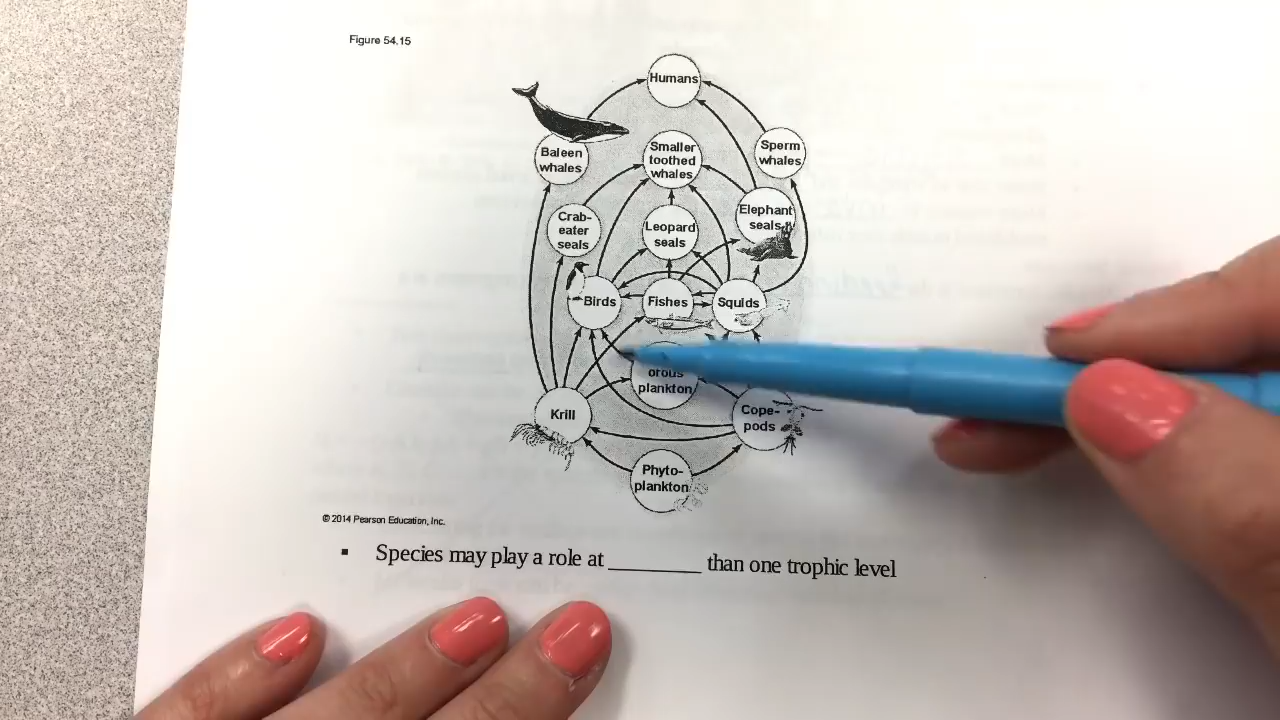 Figure 54.15
Humans
Baleen
whales
Smaller
toothed
whales
Sperm
whales
Crab-
eater
seals
Leopard
seals
Elephant
seals
Birds
Fishes
Squids
orous
plankton
Krill
Cope-
pods
Phyto-
plankton
© 2014 Pearson Education, Inc.
▪ Species may play a role at ________ than one trophic level